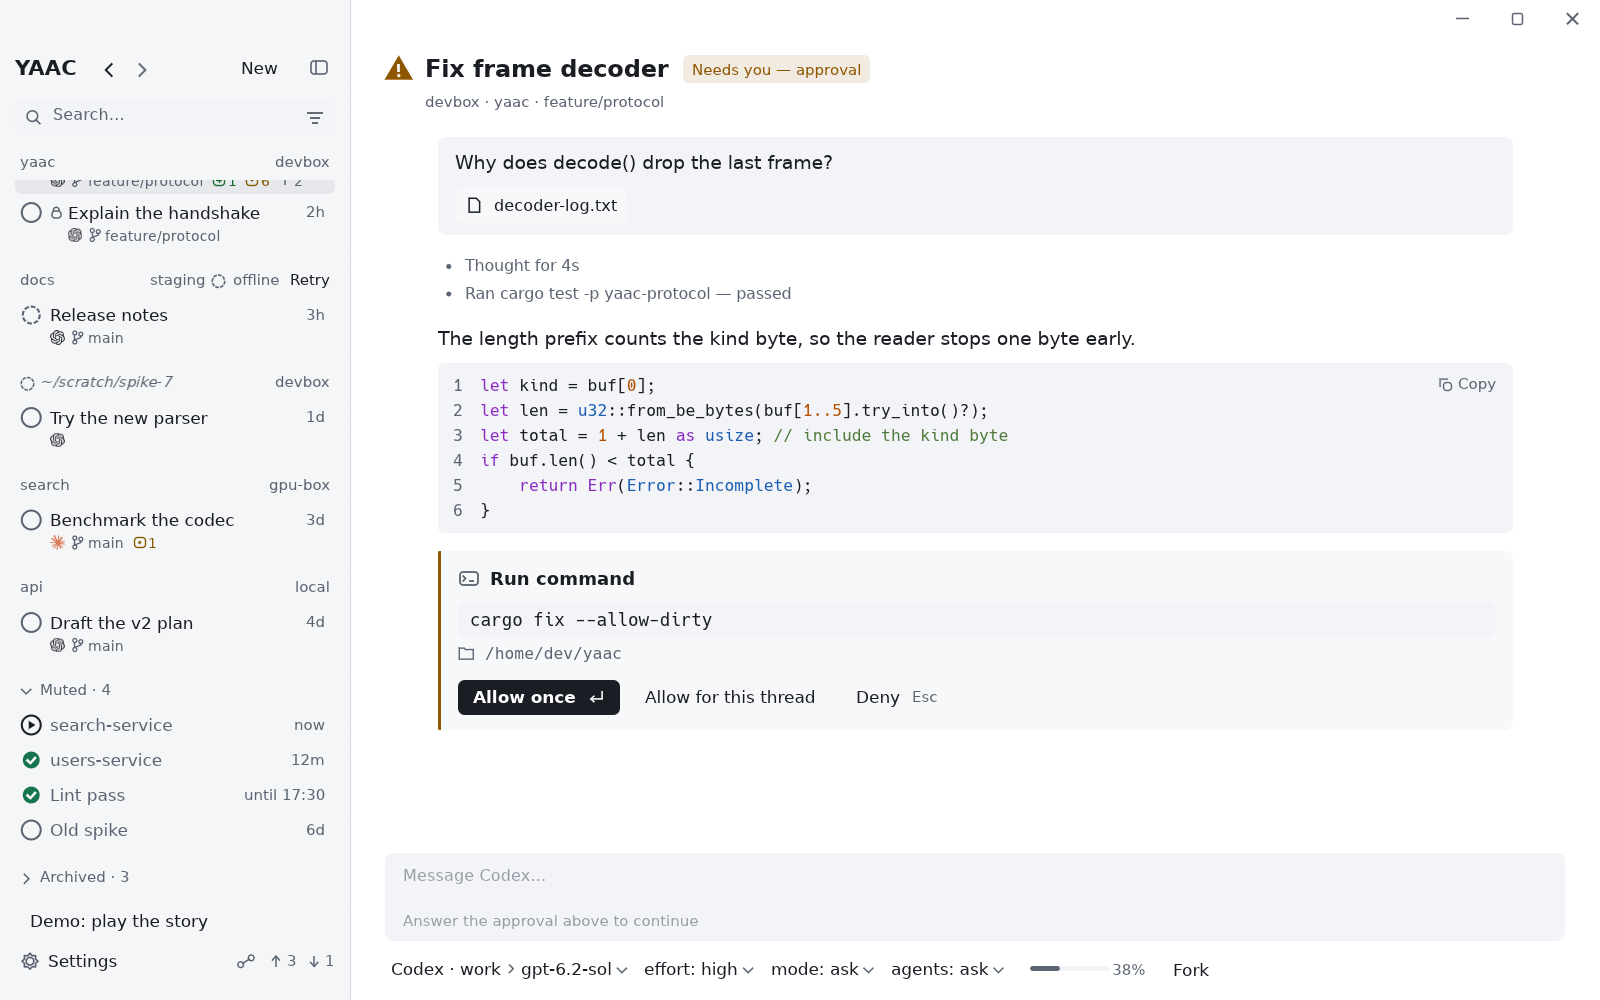 YAAC New
Search...
yaac devbox
feature/protocol 1 6 ↑ 2
Explain the handshake 2h
feature/protocol
docs staging offline Retry
Release notes 3h
main
~/scratch/spike-7 devbox
Try the new parser 1d
search gpu-box
Benchmark the codec 3d
main 1
api local
Draft the v2 plan 4d
main
Muted · 4
search-service now
users-service 12m
Lint pass until 17:30
Old spike 6d
Archived · 3
Demo: play the story
Settings ↑ 3 ↓ 1
Fix frame decoder Needs you — approval
devbox · yaac · feature/protocol
Why does decode() drop the last frame?
decoder-log.txt
• Thought for 4s
• Ran cargo test -p yaac-protocol — passed
The length prefix counts the kind byte, so the reader stops one byte early.
Copy
1 let kind = buf[0];
2 let len = u32::from_be_bytes(buf[1..5].try_into()?);
3 let total = 1 + len as usize; // include the kind byte
4 if buf.len() < total {
5     return Err(Error::Incomplete);
6 }
Run command
cargo fix --allow-dirty
/home/dev/yaac
Allow once ↵ Allow for this thread Deny Esc
Message Codex...
Answer the approval above to continue
Codex · work > gpt-6.2-sol effort: high mode: ask agents: ask 38% Fork